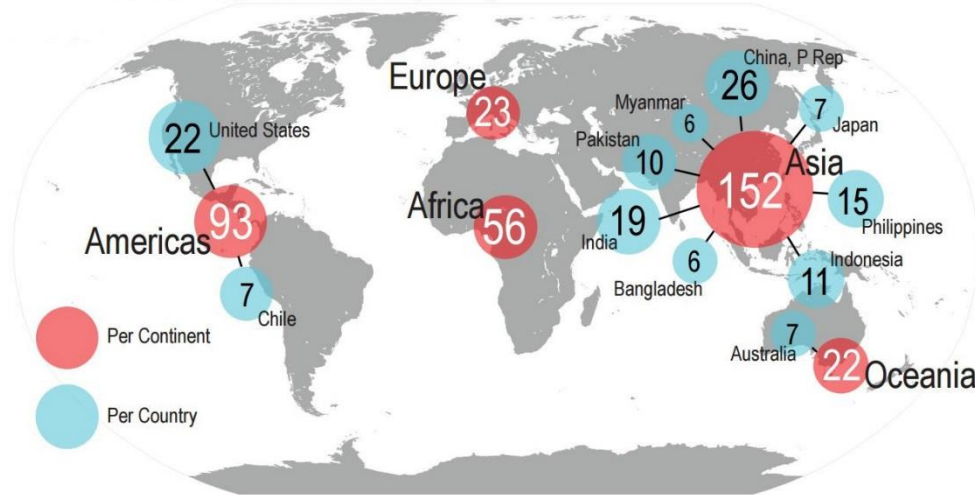 22
United States
93
Americas
7
Chile
Europe
23
Africa
56
China, P Rep
26
Myanmar
6
7
Japan
Pakistan
10
Asia
152
15
Philippines
19
India
6
Bangladesh
Indonesia
11
7
Australia
22
Oceania
Per Continent
Per Country